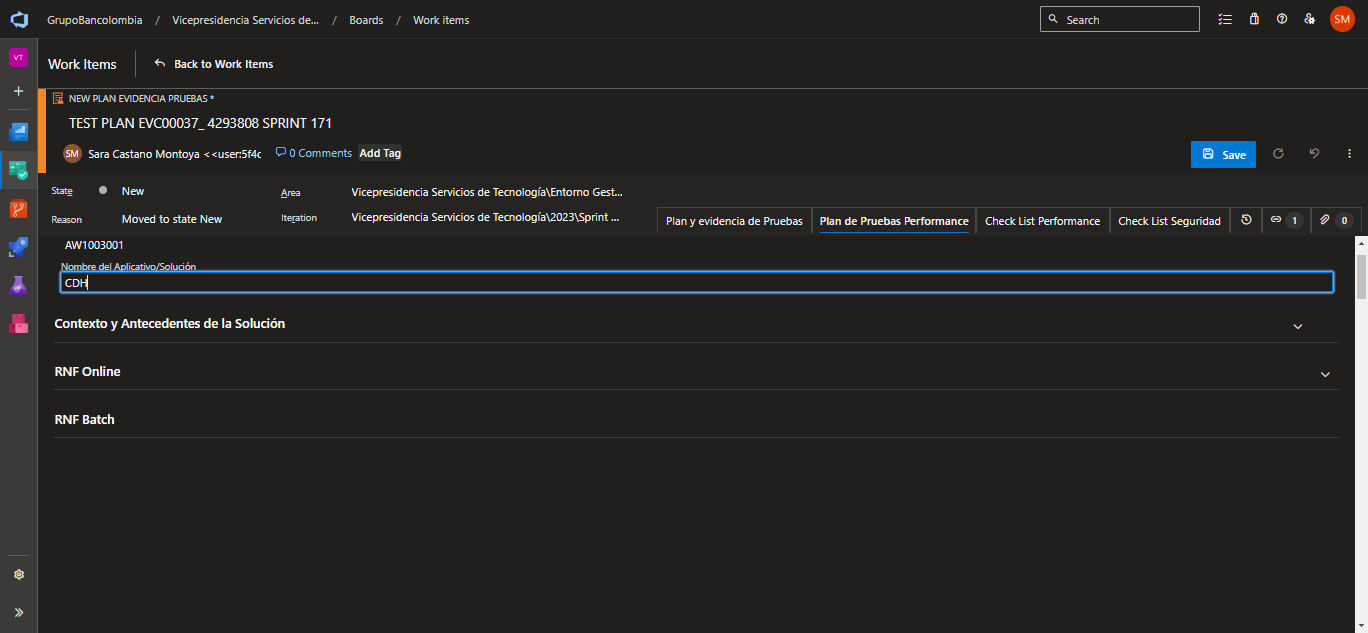 GrupoBancolombia / Vicepresidencia Servicios de... / Boards / Work items
Search
SM
VT
Work Items
Back to Work Items
NEW PLAN EVIDENCIA PRUEBAS *
TEST PLAN EVC00037_ 4293808 SPRINT 171
SM Sara Castano Montoya <<user:5f4c
0 Comments
Add Tag
Save
State
New
Area
Vicepresidencia Servicios de Tecnología\Entorno Gest...
Reason
Moved to state New
Iteration
Vicepresidencia Servicios de Tecnología\2023\Sprint ...
Plan y evidencia de Pruebas
Plan de Pruebas Performance
Check List Performance
Check List Seguridad
1
0
AW1003001
Nombre del Aplicativo/Solución
CDH
Contexto y Antecedentes de la Solución
RNF Online
RNF Batch